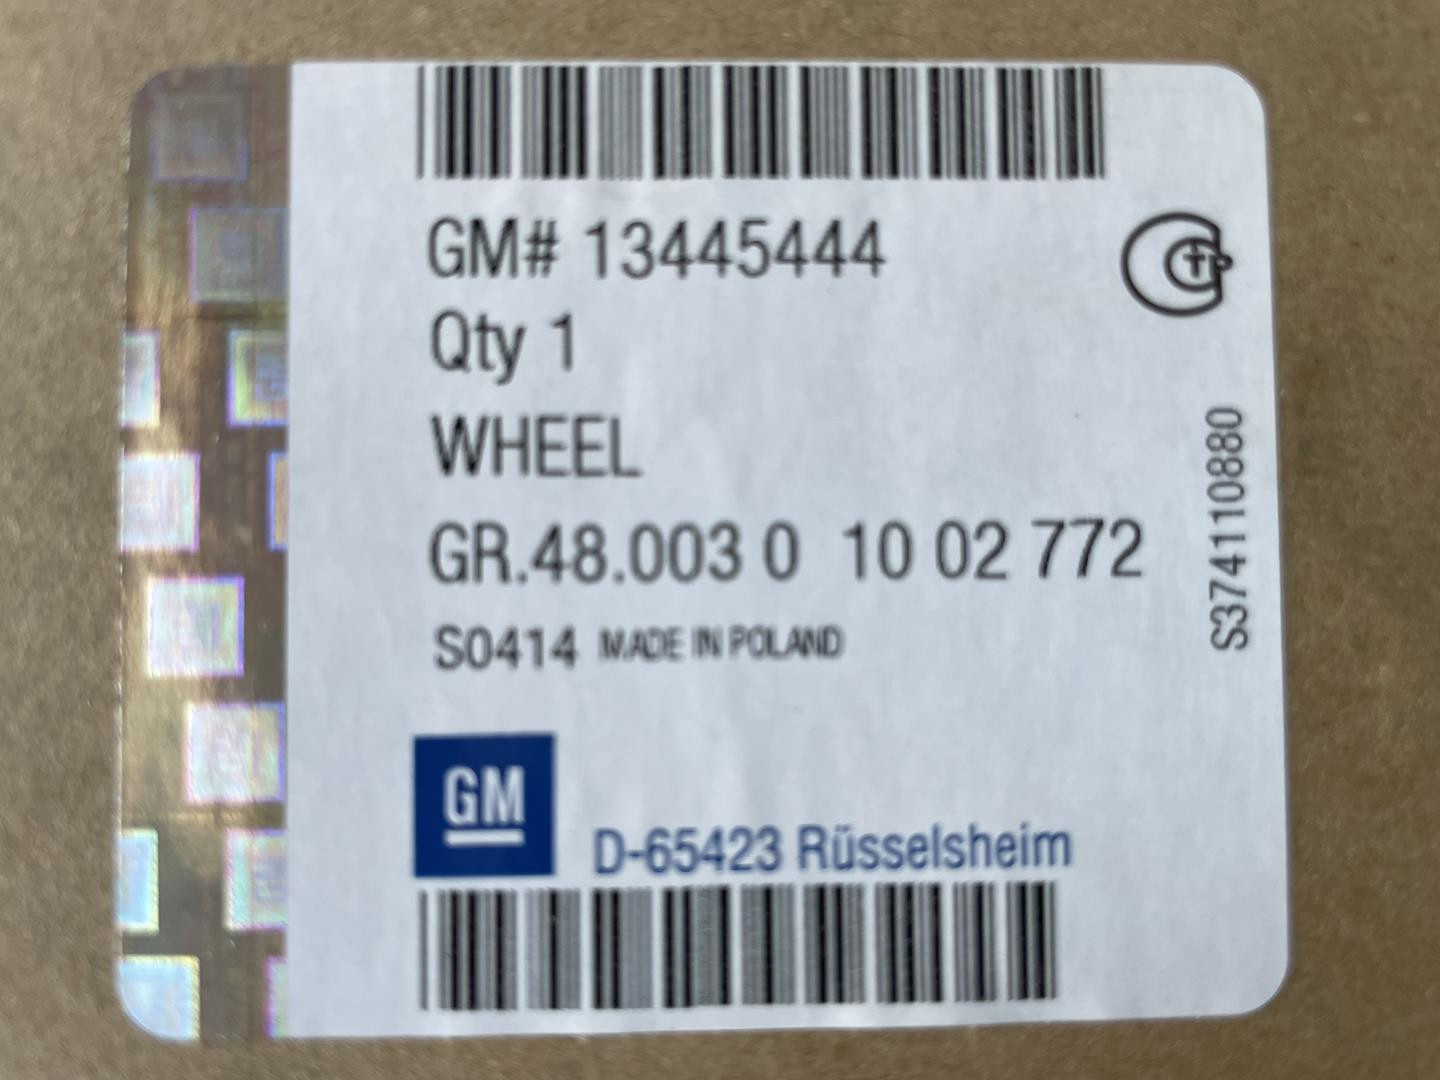 GM# 13445444
Qty 1
WHEEL
GR.48.003 0 10 02 772
S0414 MADE IN POLAND
S374110880
GM
D-65423 Rüsselsheim